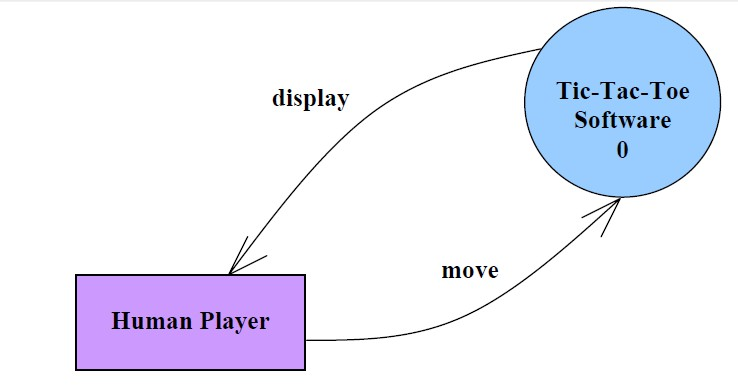 display
Tic-Tac-Toe
Software
0
move
Human Player